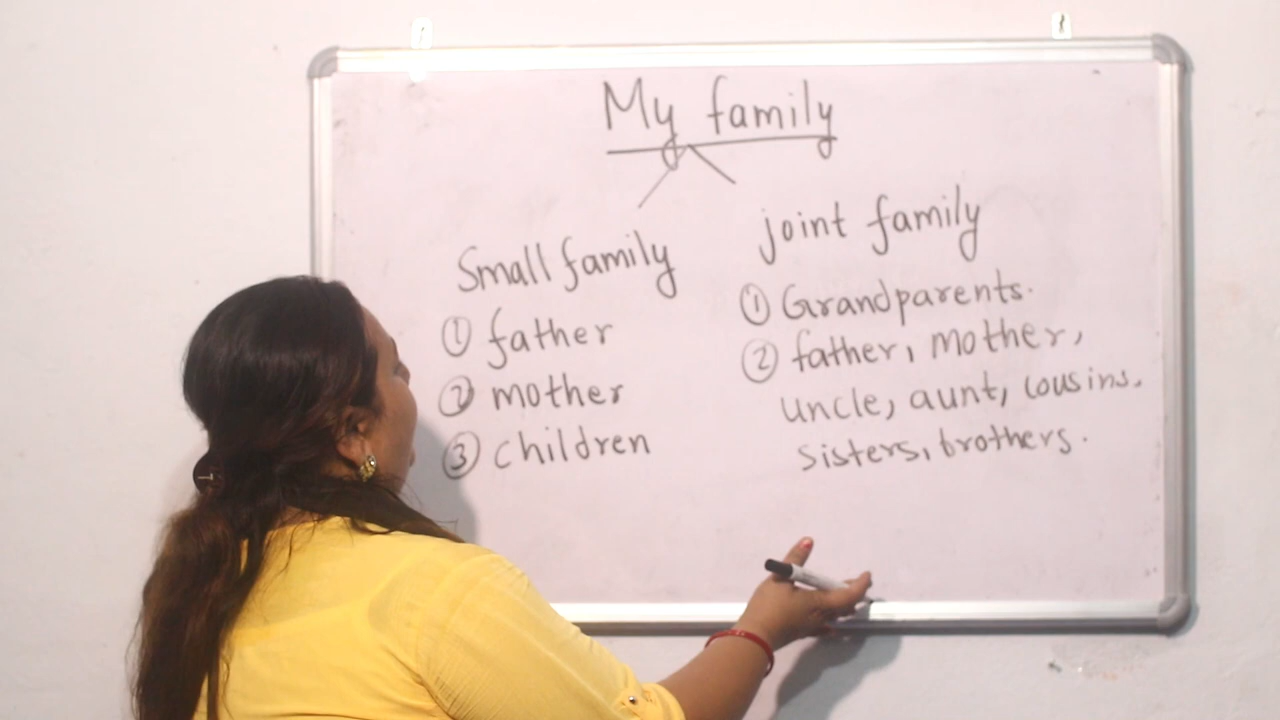 My family
Small family
① father
② mother
③ children
joint family
① Grandparents.
② father, mother,
uncle, aunt, cousins.
sisters, brothers.